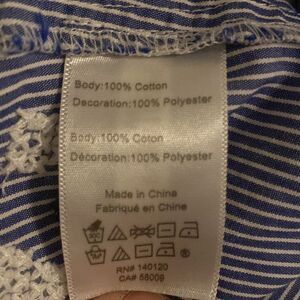 Body:100% Cotton
Decoration:100% Polyester
Body:100% Coton
Décoration:100% Polyester
Made in China
Fabriqué en Chine
RN# 140120
CA# 58009